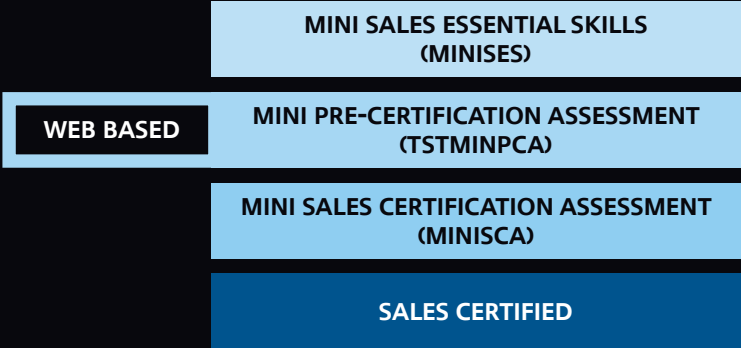 MINI SALES ESSENTIAL SKILLS
(MINISES)
WEB BASED
MINI PRE-CERTIFICATION ASSESSMENT
(TSTMINPCA)
MINI SALES CERTIFICATION ASSESSMENT
(MINISCA)
SALES CERTIFIED